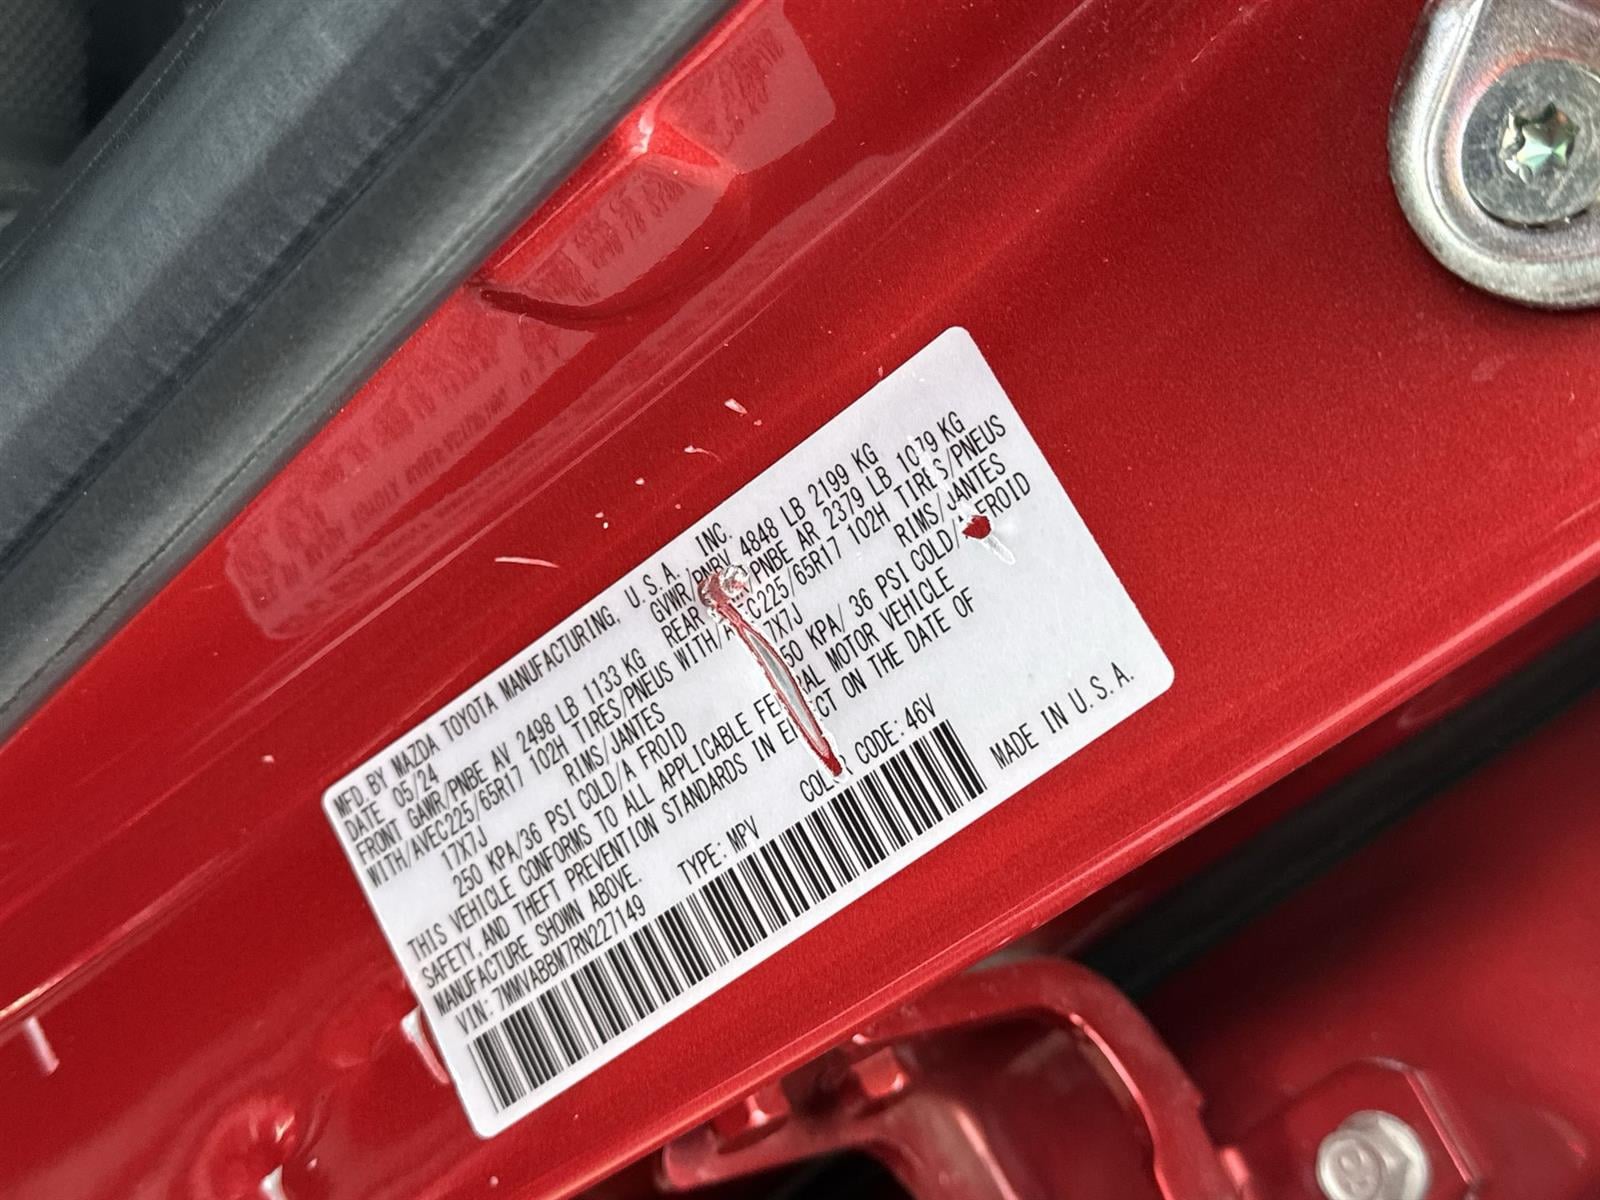 MFD. BY MAZDA TOYOTA MANUFACTURING, U.S.A. INC.
DATE 05/24 GVWR/PNBV 4848 LB 2199 KG
FRONT GAWR/PNBE AV 2498 LB 1133 KG REAR /PNBE AR 2379 LB 1079 KG
WITH/AVEC225/65R17 102H TIRES/PNEUS WITH/AVEC225/65R17 102H TIRES/PNEUS
17X7J RIMS/JANTES 17X7J RIMS/JANTES
250 KPA/36 PSI COLD/A FROID 250 KPA/ 36 PSI COLD/A FROID
THIS VEHICLE CONFORMS TO ALL APPLICABLE FEDERAL MOTOR VEHICLE
SAFETY, AND THEFT PREVENTION STANDARDS IN EFFECT ON THE DATE OF
MANUFACTURE SHOWN ABOVE.
VIN: 7MMVABBM7RN227149 TYPE: MPV COLOR CODE: 46V
MADE IN U.S.A.